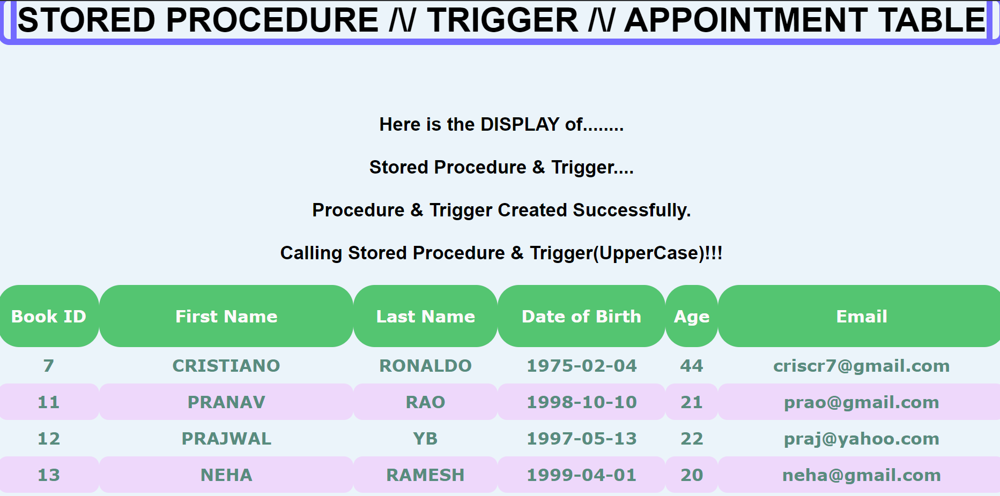 STORED PROCEDURE /\/ TRIGGER /\/ APPOINTMENT TABLE
Here is the DISPLAY of........
Stored Procedure & Trigger....
Procedure & Trigger Created Successfully.
Calling Stored Procedure & Trigger(UpperCase)!!!
Book ID First Name Last Name Date of Birth Age Email
7 CRISTIANO RONALDO 1975-02-04 44 criscr7@gmail.com
11 PRANAV RAO 1998-10-10 21 prao@gmail.com
12 PRAJWAL YB 1997-05-13 22 praj@yahoo.com
13 NEHA RAMESH 1999-04-01 20 neha@gmail.com